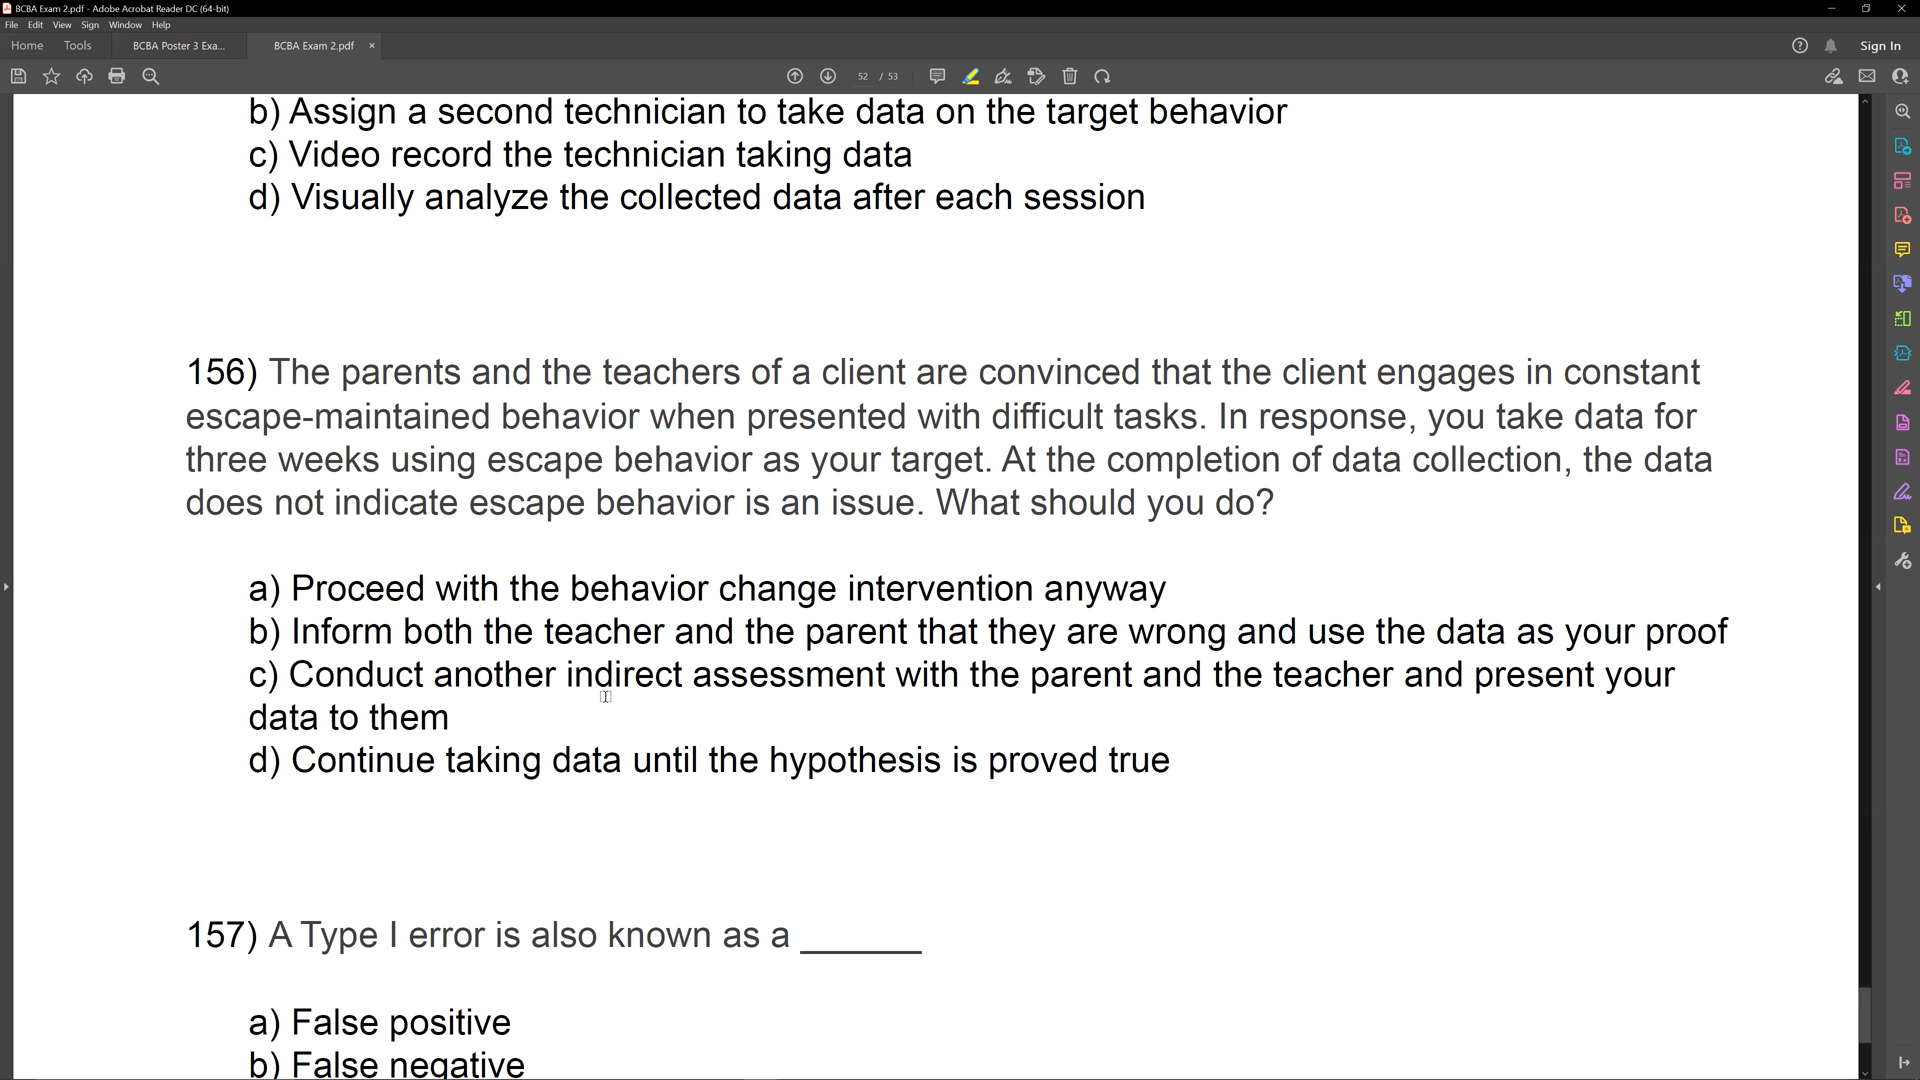 BCBA Exam 2.pdf - Adobe Acrobat Reader DC (64-bit)
File Edit View Sign Window Help
Home Tools BCBA Poster 3 Exa... BCBA Exam 2.pdf × Sign In
52 / 53
b) Assign a second technician to take data on the target behavior
c) Video record the technician taking data
d) Visually analyze the collected data after each session
156) The parents and the teachers of a client are convinced that the client engages in constant
escape-maintained behavior when presented with difficult tasks. In response, you take data for
three weeks using escape behavior as your target. At the completion of data collection, the data
does not indicate escape behavior is an issue. What should you do?
a) Proceed with the behavior change intervention anyway
b) Inform both the teacher and the parent that they are wrong and use the data as your proof
c) Conduct another indirect assessment with the parent and the teacher and present your
data to them
d) Continue taking data until the hypothesis is proved true
157) A Type I error is also known as a ______
a) False positive
b) False negative